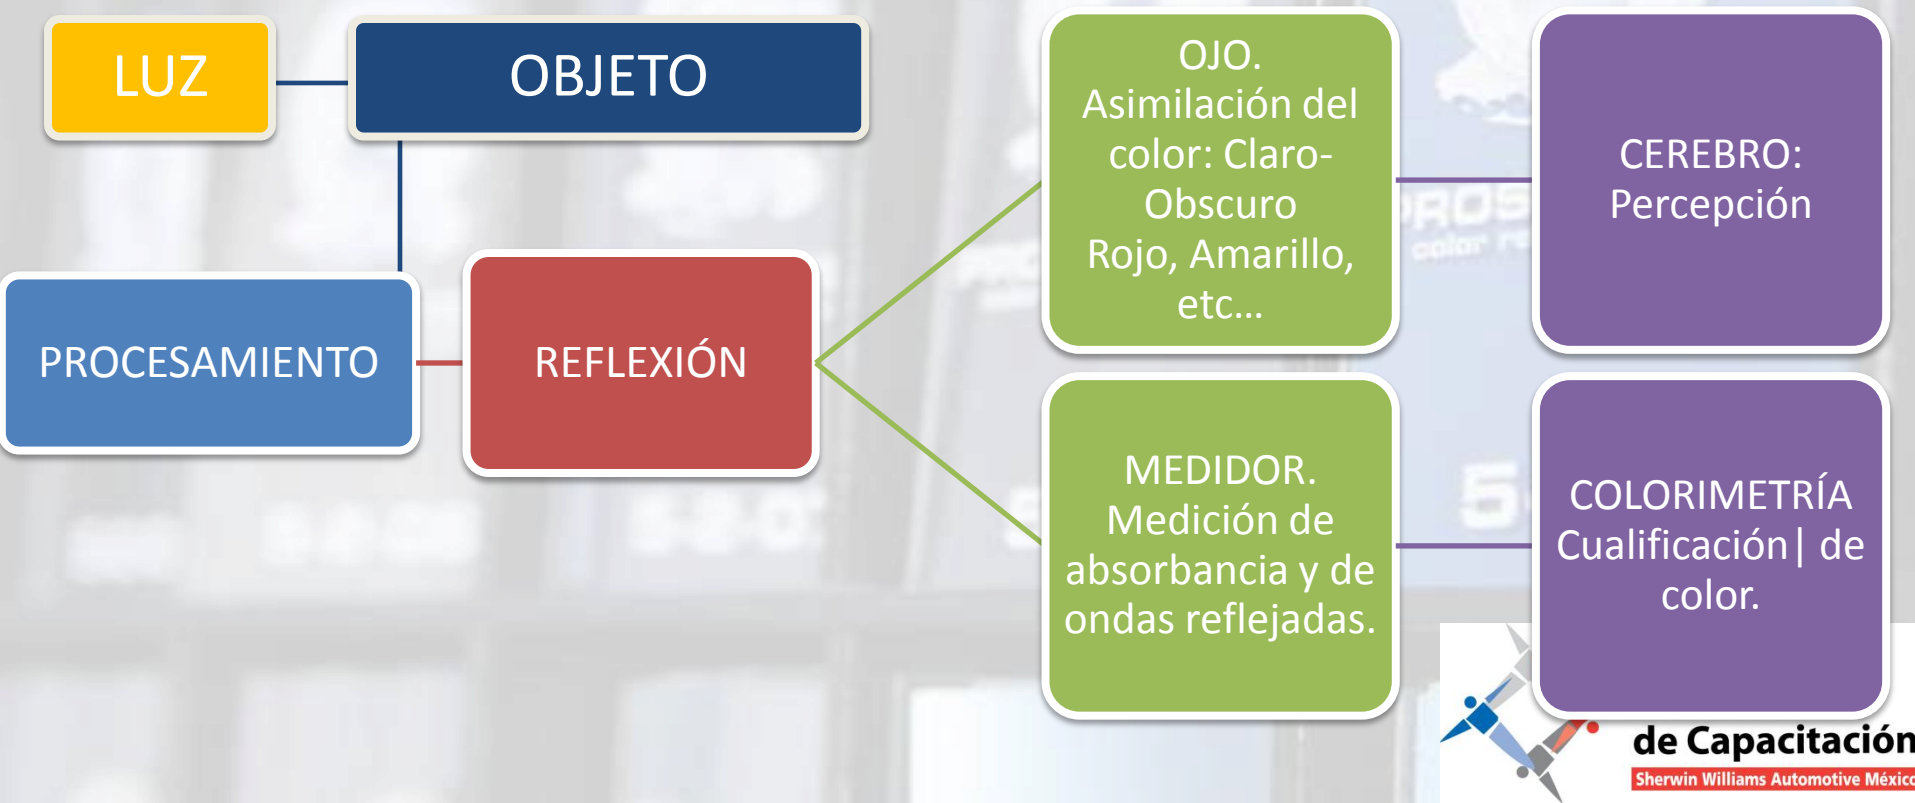 LUZ
OBJETO
PROCESAMIENTO
REFLEXIÓN
OJO.
Asimilación del
color: Claro-
Obscuro
Rojo, Amarillo,
etc...
CEREBRO:
Percepción
MEDIDOR.
Medición de
absorbancia y de
ondas reflejadas.
COLORIMETRÍA
Cualificación| de
color.
de Capacitación
Sherwin Williams Automotive México